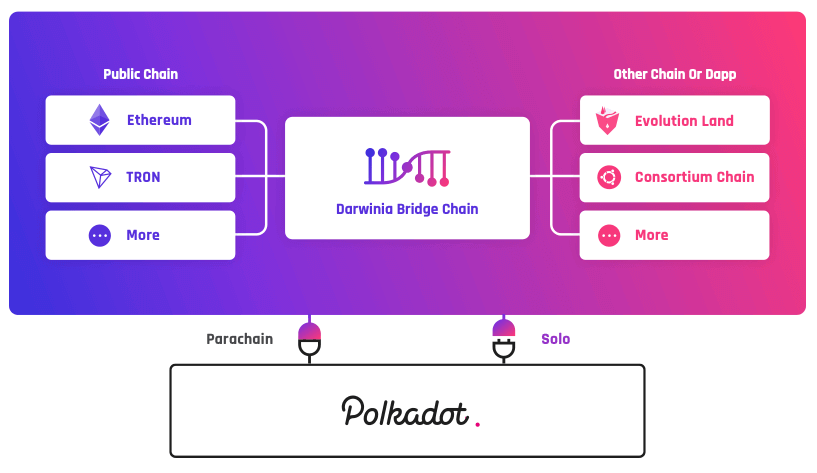 Public Chain
Other Chain Or Dapp
Ethereum
TRON
More
Darwinia Bridge Chain
Evolution Land
Consortium Chain
More
Parachain
Solo
Polkadot.